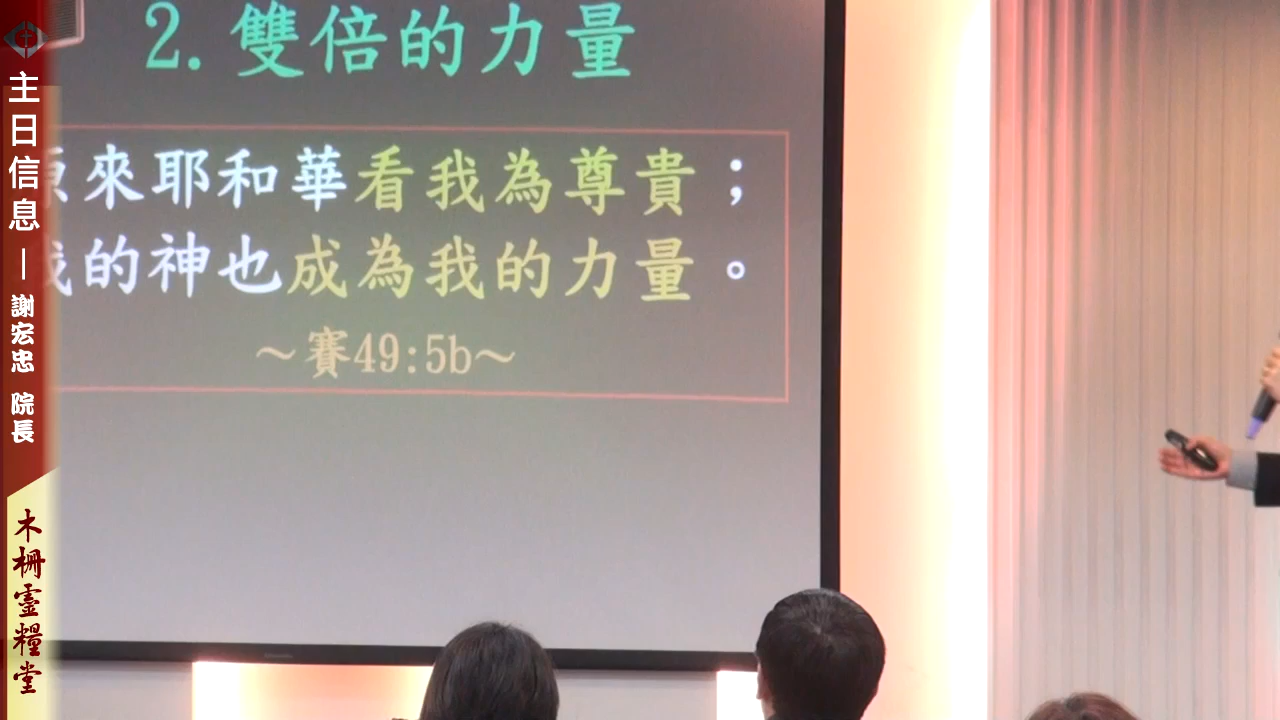 2.雙倍的力量
原來耶和華看我為尊貴；
我的神也成為我的力量。
～賽49:5b～
主日信息｜謝宏忠 院長
木柵靈糧堂